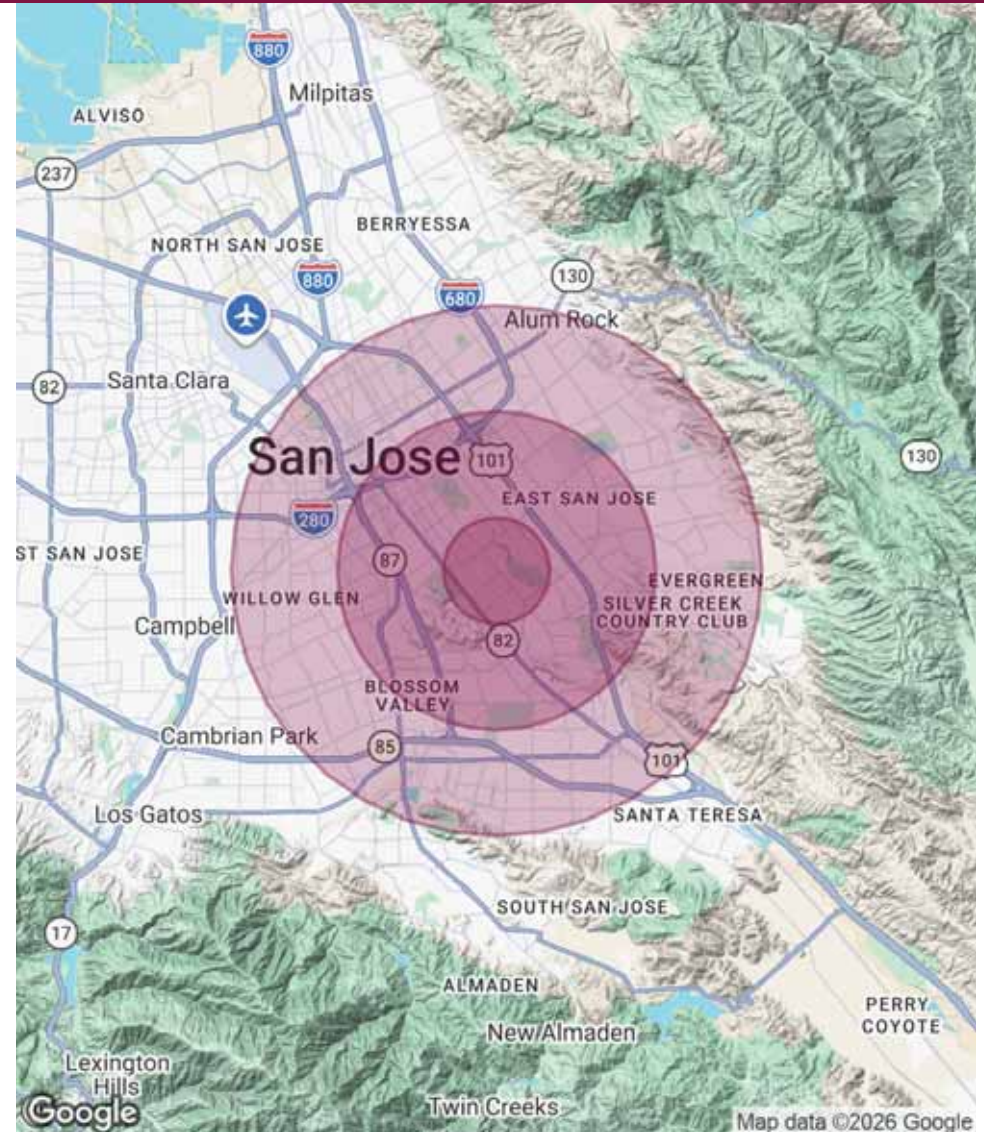 880
Milpitas
ALVISO
237
BERRYESSA
NORTH SAN JOSE
880
130
680
Alum Rock
Santa Clara
82
San Jose
101
130
EAST SAN JOSE
280
ST SAN JOSE
87
EVERGREEN
WILLOW GLEN
SILVER CREEK
COUNTRY CLUB
Campbell
82
BLOSSOM
VALLEY
Cambrian Park
85
101
Los Gatos
SANTA TERESA
SOUTH SAN JOSE
17
ALMADEN
New Almaden
PERRY
COYOTE
Lexington
Hills
Google
Twin Creeks
Map data ©2026 Google